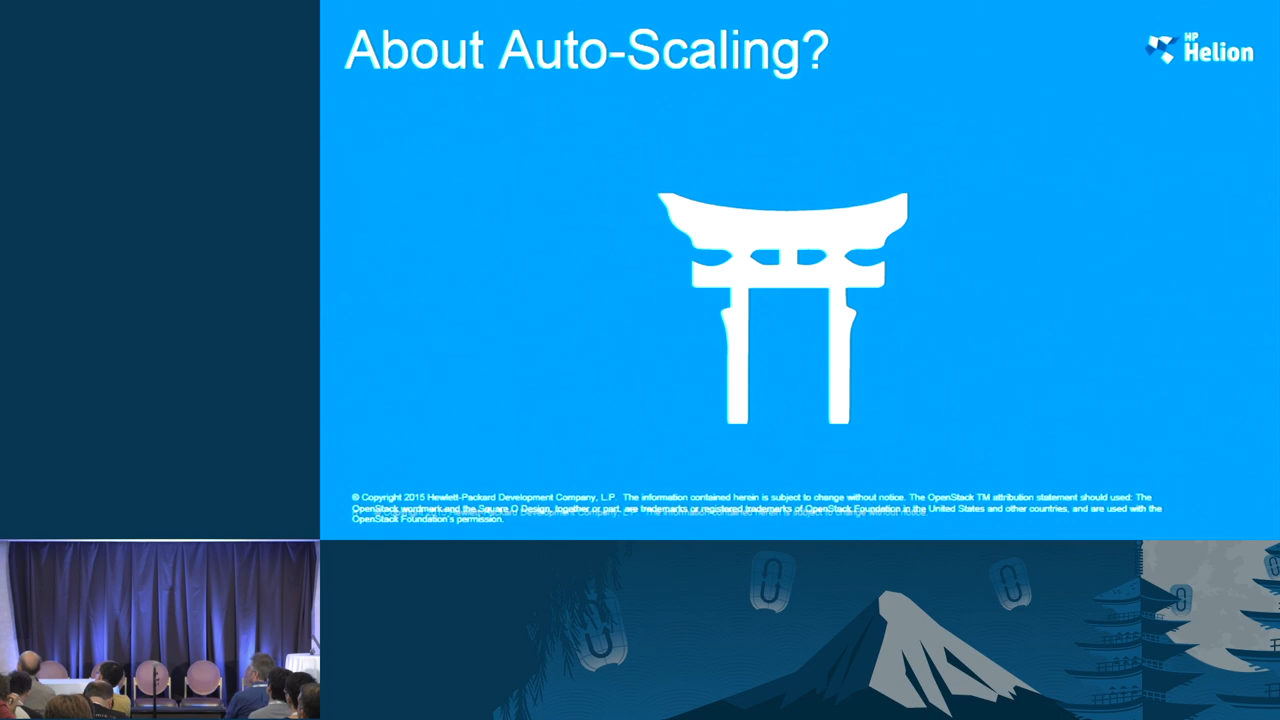 About Auto-Scaling?
HP
Helion
© Copyright 2015 Hewlett-Packard Development Company, L.P. The information contained herein is subject to change without notice. The OpenStack TM attribution statement should used: The
OpenStack wordmark and the Square O Design, together or part, are trademarks or registered trademarks of OpenStack Foundation in the United States and other countries, and are used with the
OpenStack Foundation's permission.